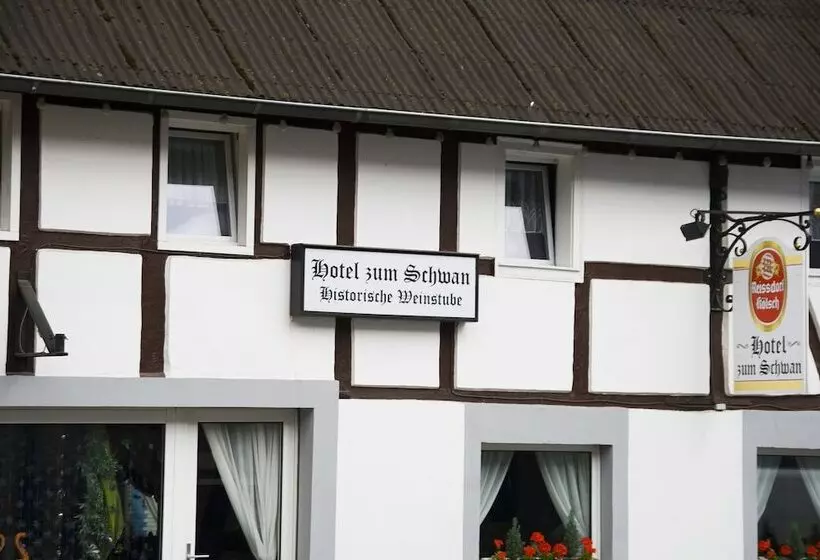 Hotel zum Schwan
Historische Weinstube
Reissdorf
Kölsch
Hotel
zum Schwan